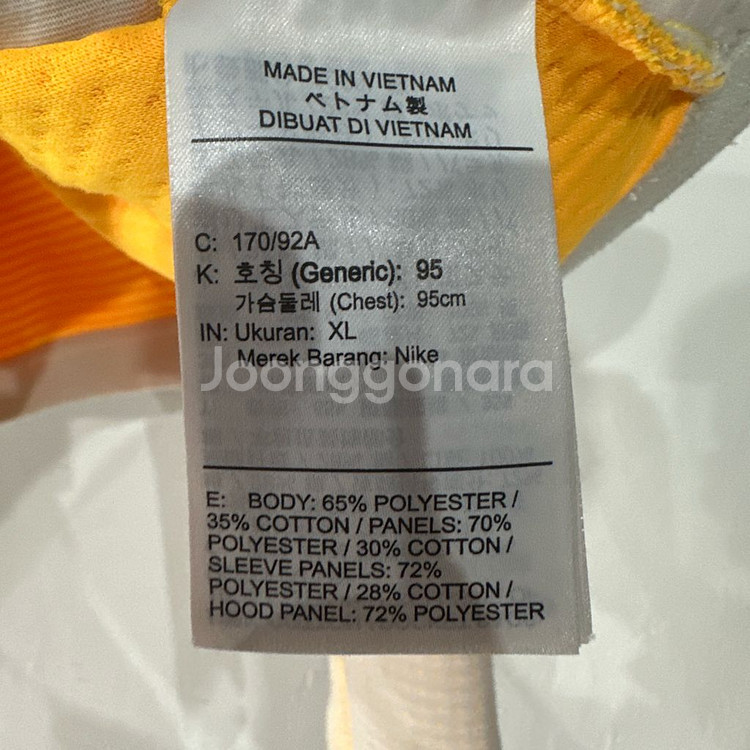 MADE IN VIETNAM
ベトナム製
DIBUAT DI VIETNAM
C: 170/92A
K: 호칭 (Generic): 95
가슴둘레 (Chest): 95cm
IN: Ukuran: XL
Merek Barang: Nike
Joonggonara
E: BODY: 65% POLYESTER /
35% COTTON / PANELS: 70%
POLYESTER / 30% COTTON /
SLEEVE PANELS: 72%
POLYESTER / 28% COTTON /
HOOD PANEL: 72% POLYESTER